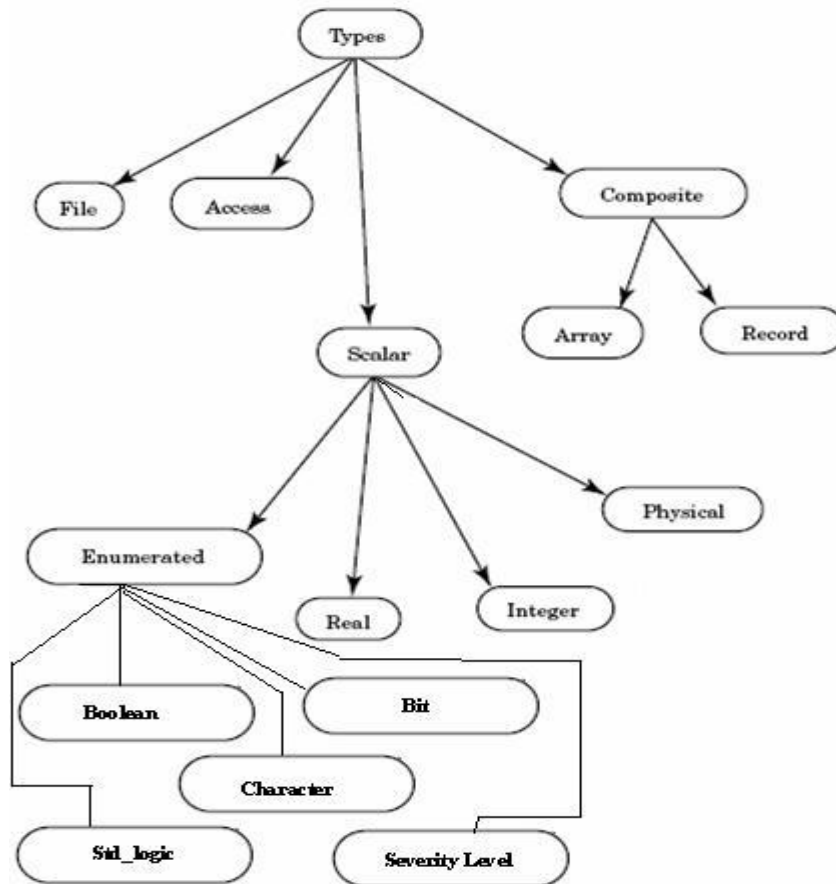 Types
File
Access
Composite
Array
Record
Scalar
Physical
Enumerated
Real
Integer
Boolean
Bit
Character
Std_logic
Severity Level